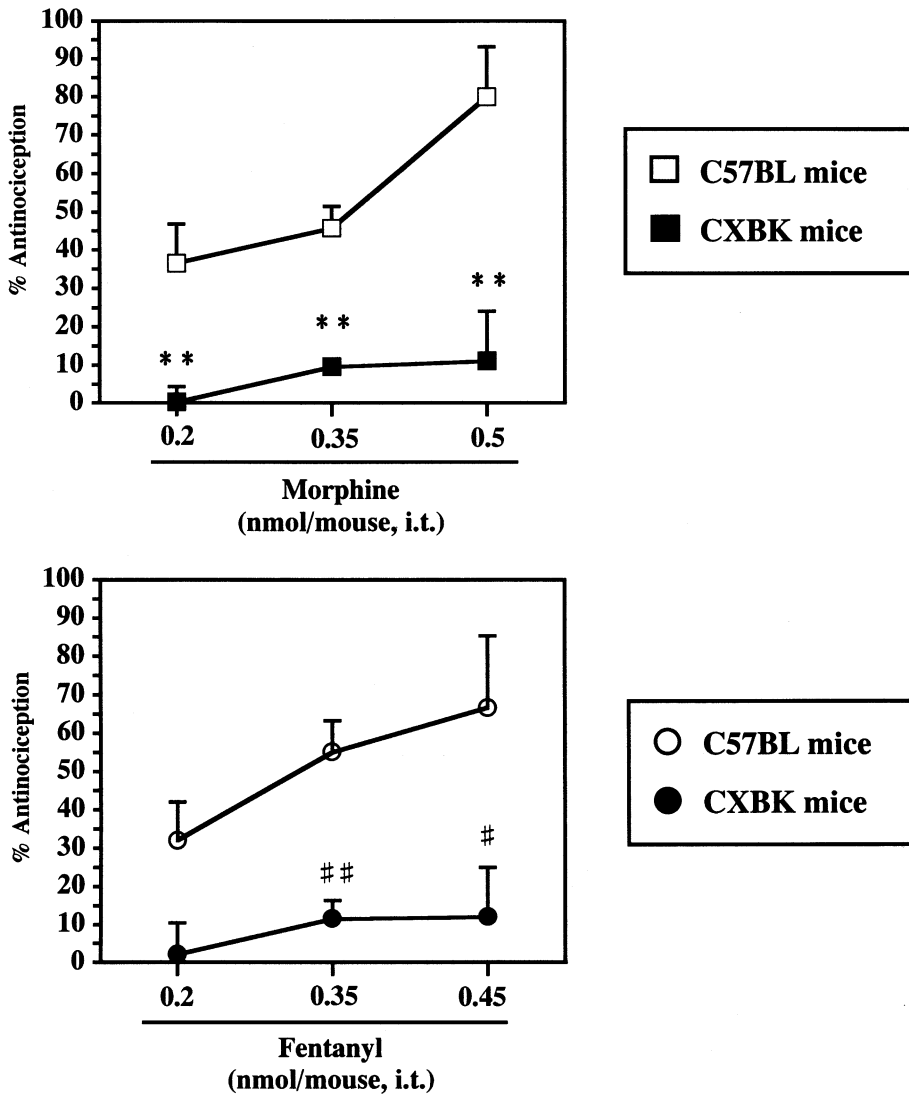 100
90
80
70
60
50
40
30
20
10
0
% Antinociception
**
**
**
0.2 0.35 0.5
Morphine
(nmol/mouse, i.t.)
C57BL mice
CXBK mice
100
90
80
70
60
50
40
30
20
10
0
% Antinociception
##
#
0.2 0.35 0.45
Fentanyl
(nmol/mouse, i.t.)
C57BL mice
CXBK mice